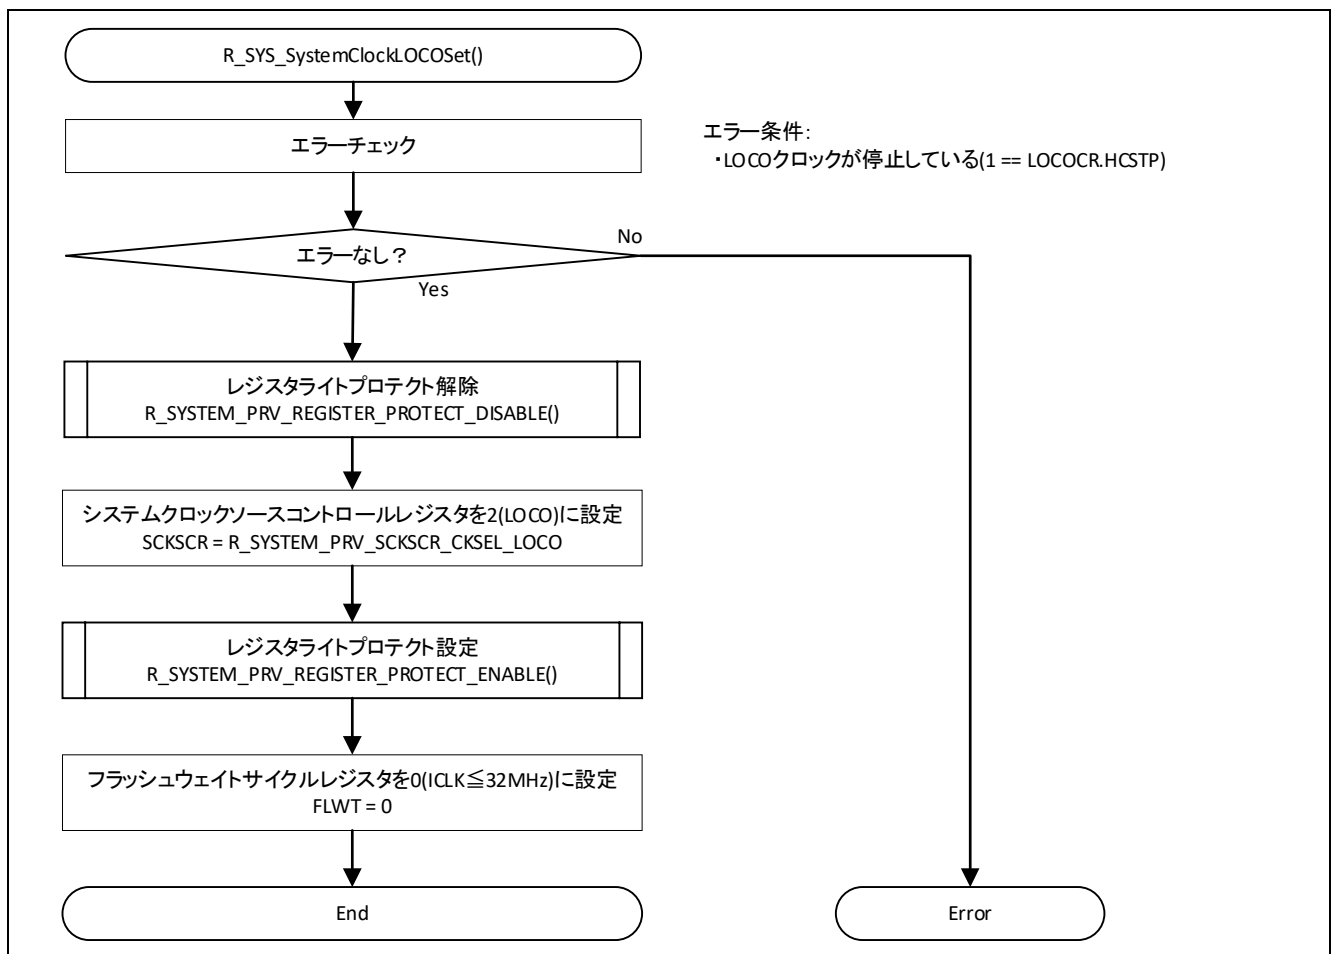 R_SYS_SystemClockLOCOSet()
エラーチェック
エラー条件:
・LOCOクロックが停止している(1 == LOCOCR.HCSTP)
エラーなし？
No
Yes
レジスタライトプロテクト解除
R_SYSTEM_PRV_REGISTER_PROTECT_DISABLE()
システムクロックソースコントロールレジスタを2(LOCO)に設定
SCKSCR = R_SYSTEM_PRV_SCKSCR_CKSEL_LOCO
レジスタライトプロテクト設定
R_SYSTEM_PRV_REGISTER_PROTECT_ENABLE()
フラッシュウェイトサイクルレジスタを0(ICLK≦32MHz)に設定
FLWT = 0
End
Error